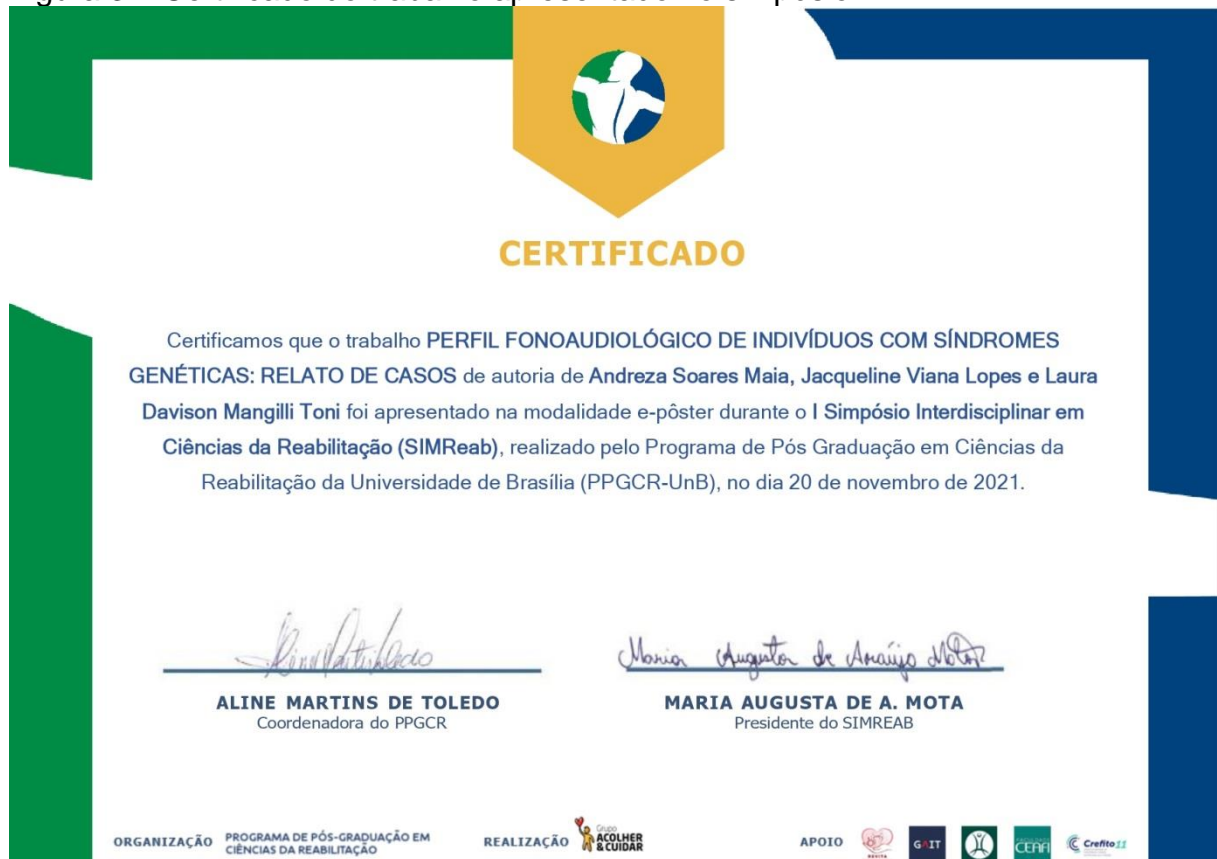 CERTIFICADO
Certificamos que o trabalho PERFIL FONOAUDIOLÓGICO DE INDIVÍDUOS COM SÍNDROMES
GENÉTICAS: RELATO DE CASOS de autoria de Andreza Soares Maia, Jacqueline Viana Lopes e Laura
Davison Mangilli Toni foi apresentado na modalidade e-pôster durante o I Simpósio Interdisciplinar em
Ciências da Reabilitação (SIMReab), realizado pelo Programa de Pós Graduação em Ciências da
Reabilitação da Universidade de Brasília (PPGCR-UnB), no dia 20 de novembro de 2021.
Maria Augusta de Araújo Mota
ALINE MARTINS DE TOLEDO
Coordenadora do PPGCR
MARIA AUGUSTA DE A. MOTA
Presidente do SIMREAB
ORGANIZAÇÃO PROGRAMA DE PÓS-GRADUAÇÃO EM
CIÊNCIAS DA REABILITAÇÃO
REALIZAÇÃO Grupo
ACOLHER
& CUIDAR
APOIO REVITA GAIT CEAFI Crefito11